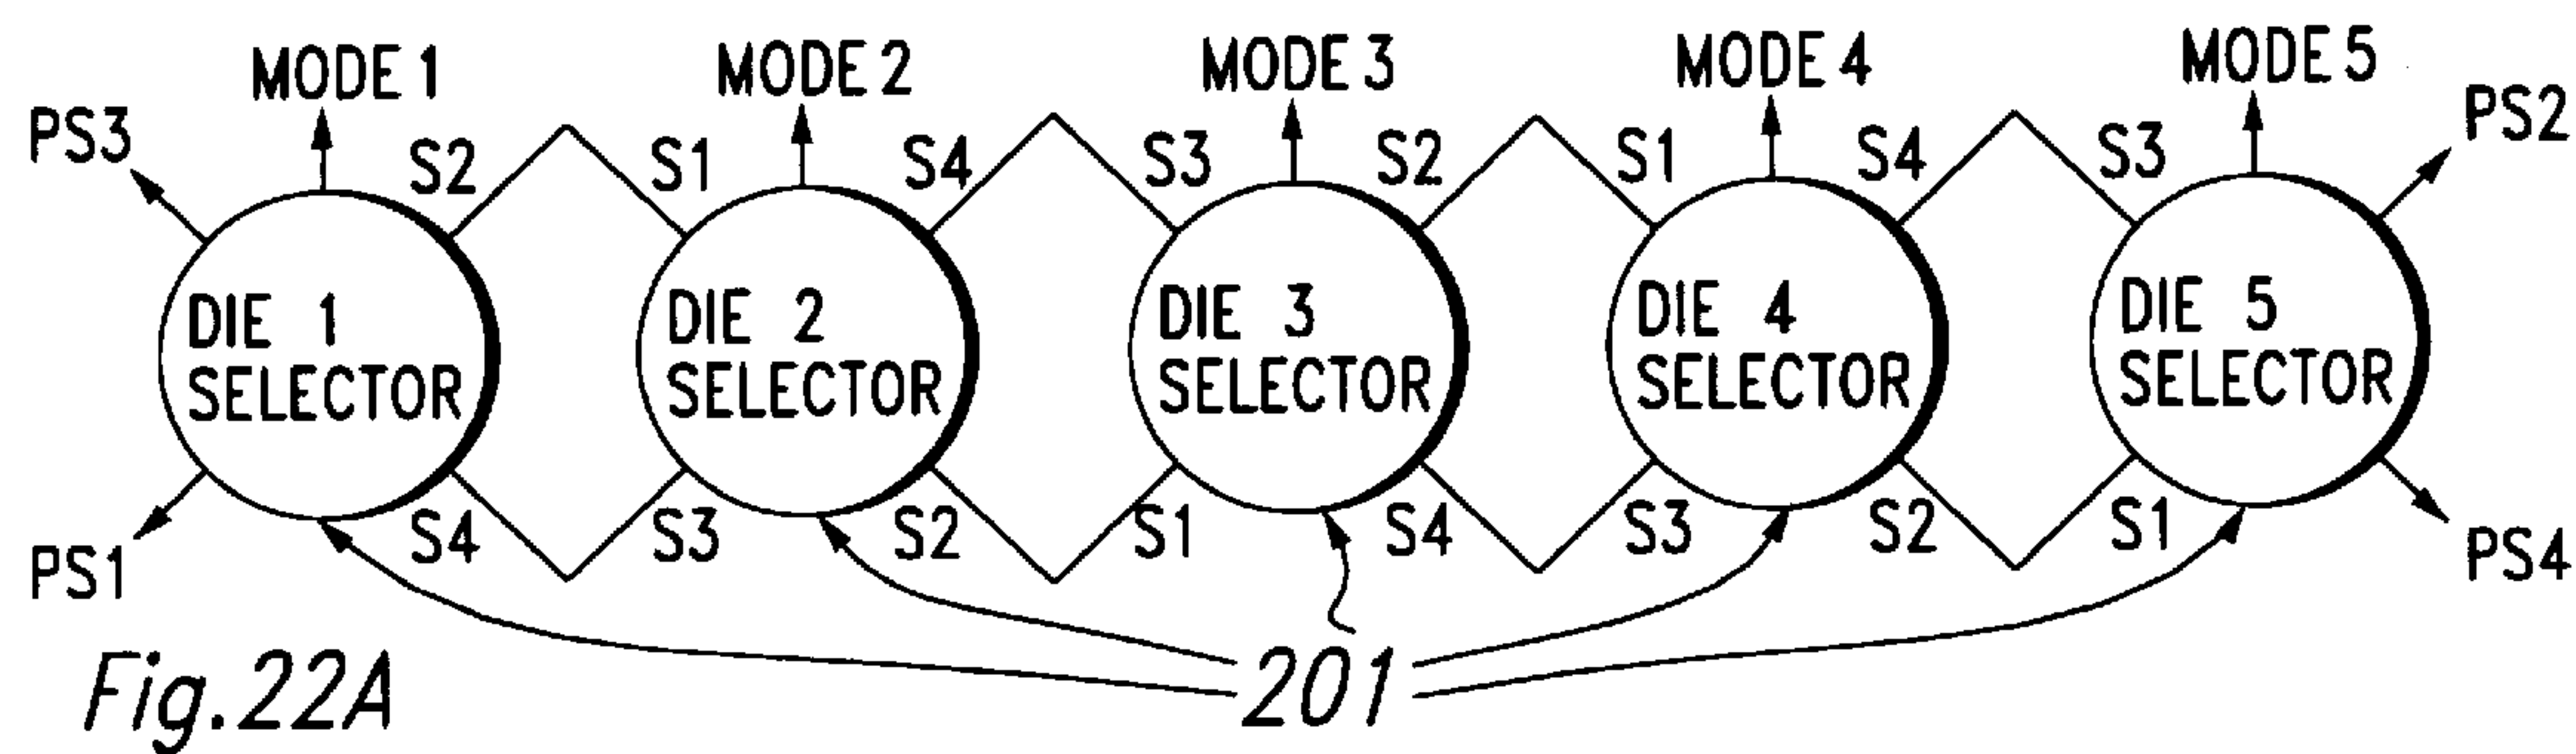 MODE 1 MODE 2 MODE 3 MODE 4 MODE 5
PS3 S2 S1 S4 S3 S2 S1 S4 S3 PS2
DIE 1 SELECTOR
DIE 2 SELECTOR
DIE 3 SELECTOR
DIE 4 SELECTOR
DIE 5 SELECTOR
PS1 S4 S3 S2 S1 S4 S3 S2 S1 PS4
201
Fig.22A